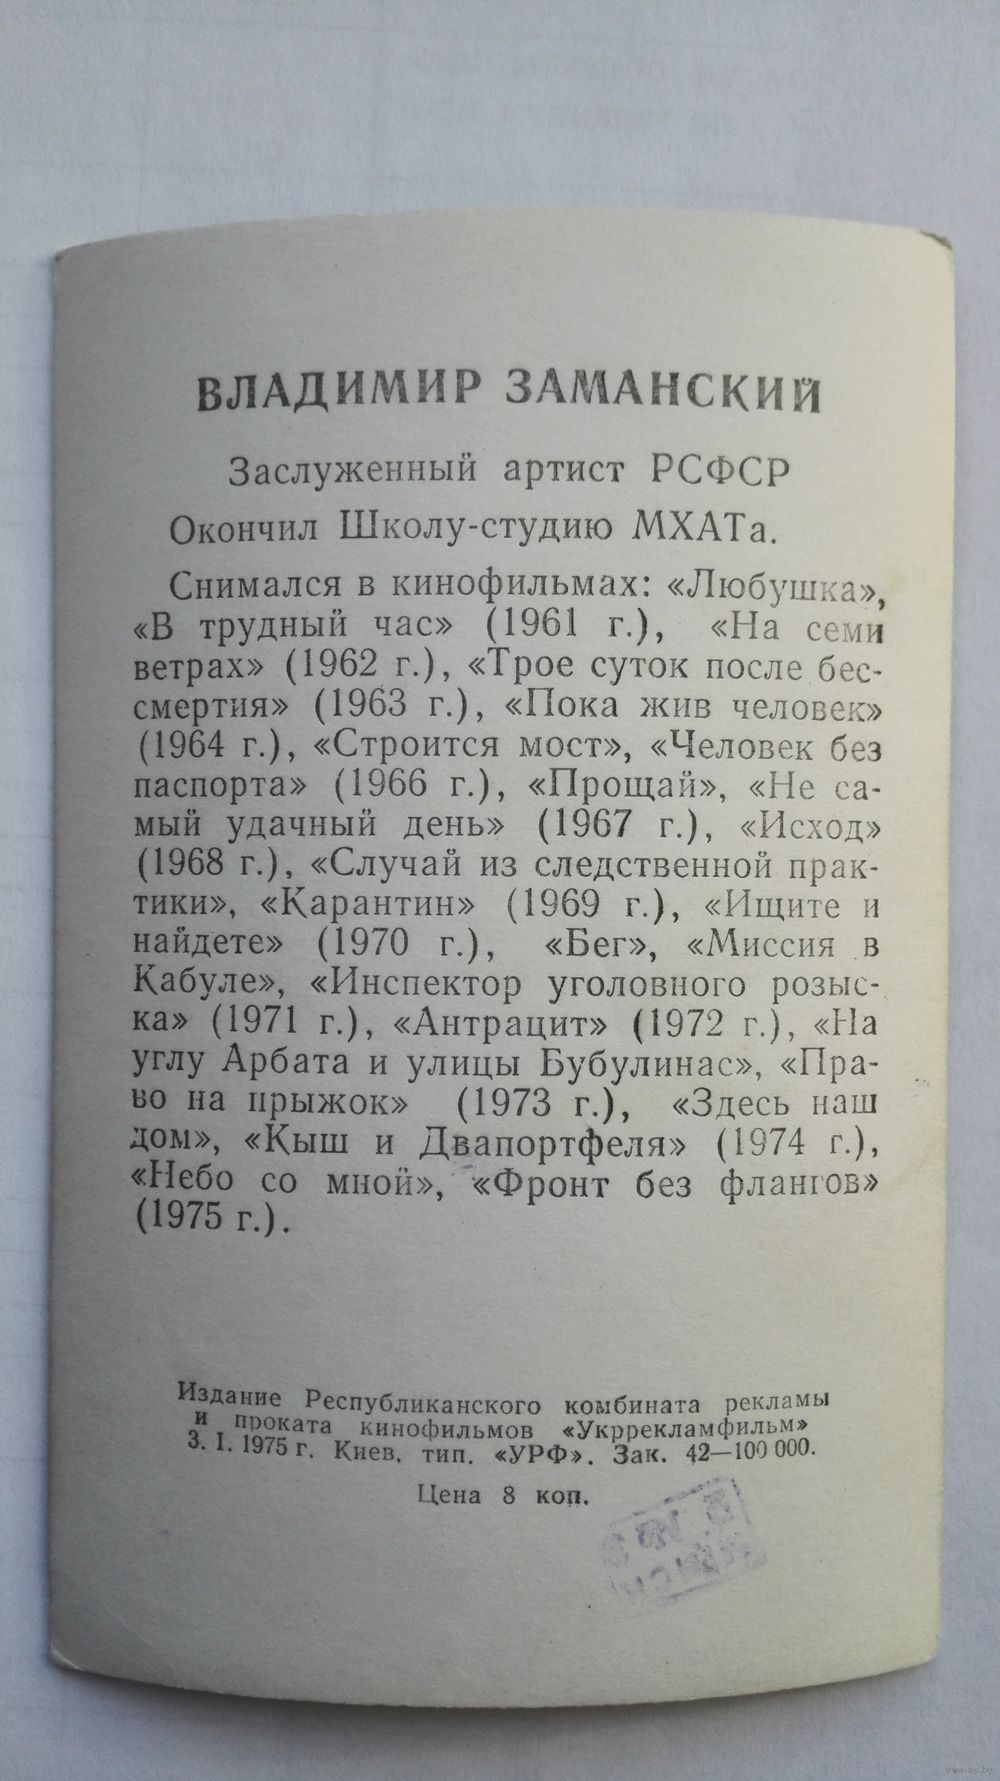 ВЛАДИМИР ЗАМАНСКИЙ
Заслуженный артист РСФСР
Окончил Школу-студию МХАТа.
Снимался в кинофильмах: «Любушка»,
«В трудный час» (1961 г.), «На семи
ветрах» (1962 г.), «Трое суток после бес-
смертия» (1963 г.), «Пока жив человек»
(1964 г.), «Строится мост», «Человек без
паспорта» (1966 г.), «Прощай», «Не са-
мый удачный день» (1967 г.), «Исход»
(1968 г.), «Случай из следственной прак-
тики», «Карантин» (1969 г.), «Ищите и
найдете» (1970 г.), «Бег», «Миссия в
Кабуле», «Инспектор уголовного розыс-
ка» (1971 г.), «Антрацит» (1972 г.), «На
углу Арбата и улицы Бубулинас», «Пра-
во на прыжок» (1973 г.), «Здесь наш
дом», «Кыш и Двапортфеля» (1974 г.),
«Небо со мной», «Фронт без флангов»
(1975 г.).
Издание Республиканского комбината рекламы
и проката кинофильмов «Укррекламфильм»
3. I. 1975 г. Киев, тип. «УРФ». Зак. 42—100 000.
Цена 8 коп.
www.ay.by